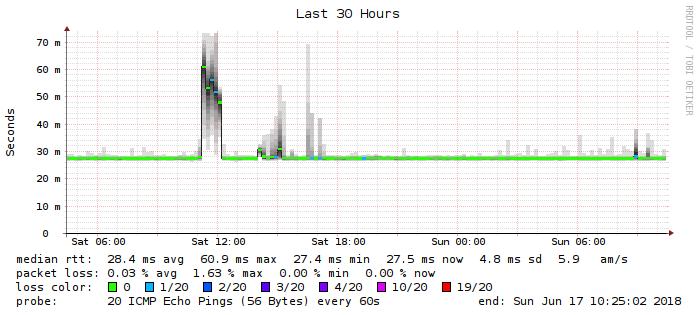 Last 30 Hours
RRDTOOL / TOBI OETIKER
Seconds
70 m
60 m
50 m
40 m
30 m
20 m
10 m
0
Sat 06:00 Sat 12:00 Sat 18:00 Sun 00:00 Sun 06:00
median rtt: 28.4 ms avg 60.9 ms max 27.4 ms min 27.5 ms now 4.8 ms sd 5.9 am/s
packet loss: 0.03 % avg 1.63 % max 0.00 % min 0.00 % now
loss color: 0 1/20 2/20 3/20 4/20 10/20 19/20
probe: 20 ICMP Echo Pings (56 Bytes) every 60s end: Sun Jun 17 10:25:02 2018